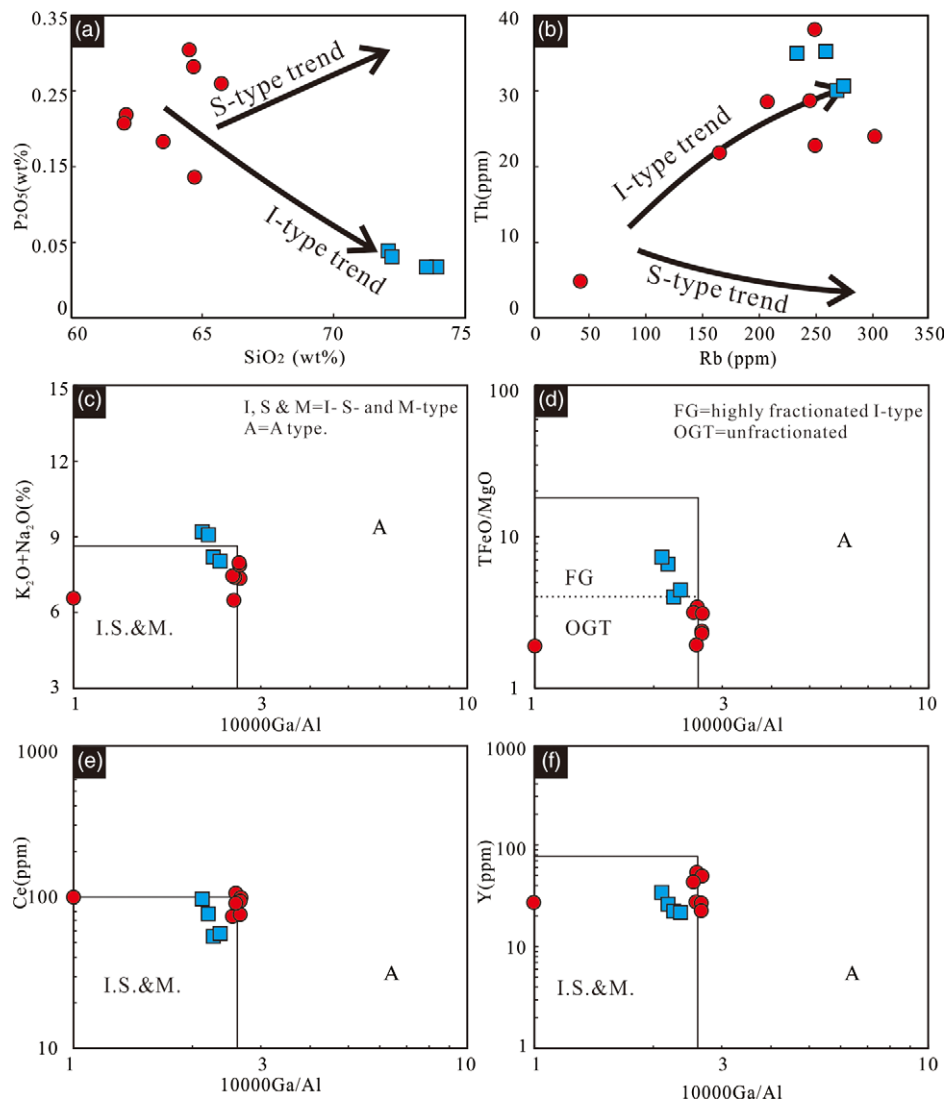 (a)
0.35
0.25
0.15
0.05
0
P₂O₅(wt%)
S-type trend
I-type trend
60
65
70
75
SiO₂ (wt%)
(b)
40
30
20
10
0
Th(ppm)
I-type trend
S-type trend
0
50
100
150
200
250
300
350
Rb (ppm)
(c)
15
12
9
6
3
K₂O+Na₂O(%)
I, S & M=I- S- and M-type
A=A type.
A
I.S.&M.
1
3
10
10000Ga/Al
(d)
100
10
1
TFeO/MgO
FG=highly fractionated I-type
OGT=unfractionated
A
FG
OGT
1
3
10
10000Ga/Al
(e)
1000
100
10
Ce(ppm)
I.S.&M.
A
1
3
10
10000Ga/Al
(f)
1000
100
10
1
Y(ppm)
I.S.&M.
A
1
3
10
10000Ga/Al